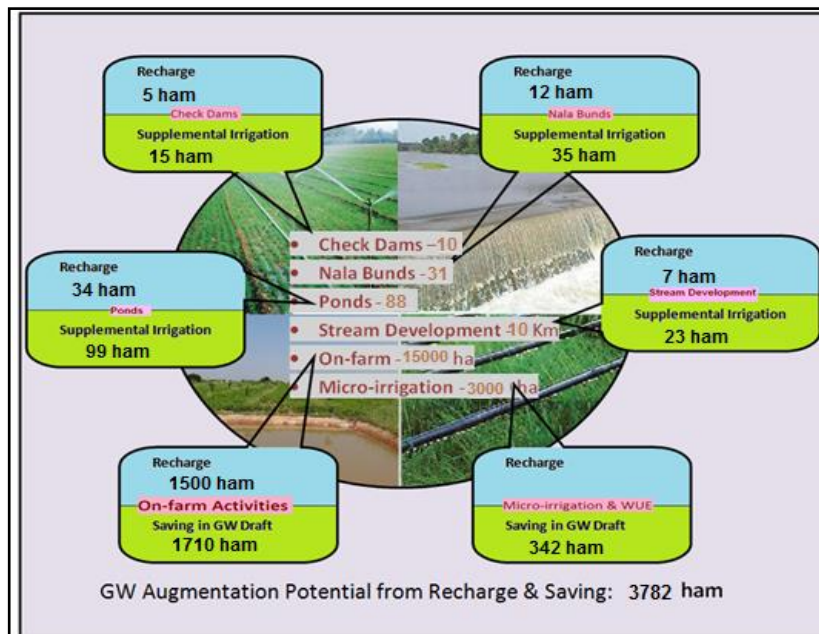 Recharge
5 ham
Check Dams
Supplemental Irrigation
15 ham
Recharge
12 ham
Nala Bunds
Supplemental Irrigation
35 ham
• Check Dams –10
• Nala Bunds - 31
• Ponds - 88
• Stream Development -10 Km
• On-farm -15000 ha
• Micro-irrigation -3000 ha
Recharge
34 ham
Ponds
Supplemental Irrigation
99 ham
Recharge
7 ham
Stream Development
Supplemental Irrigation
23 ham
Recharge
1500 ham
On-farm Activities
Saving in GW Draft
1710 ham
Recharge
Micro-irrigation & WUE
Saving in GW Draft
342 ham
GW Augmentation Potential from Recharge & Saving: 3782 ham